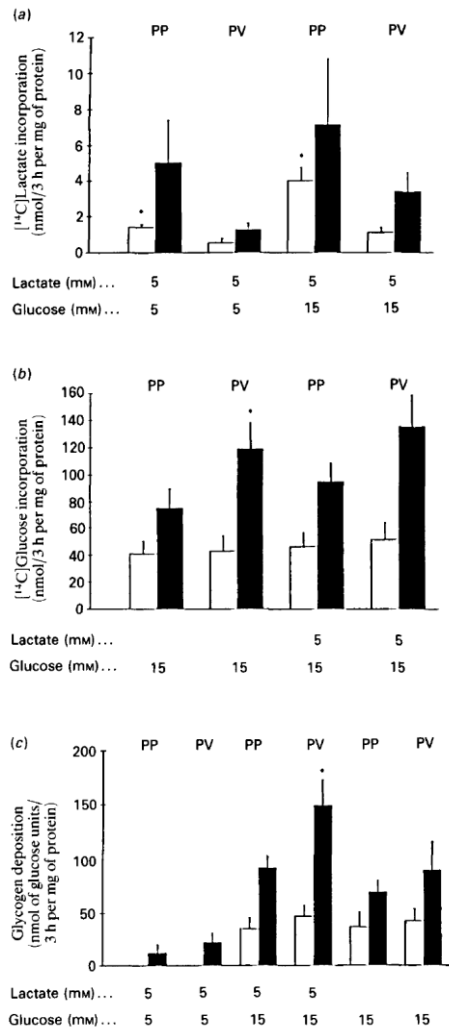 (a)
PP PV PP PV
[¹⁴C]Lactate incorporation
(nmol/3 h per mg of protein)
12
10
8
6
4
2
0
Lactate (mM)... 5 5 5 5
Glucose (mM)... 5 5 15 15
(b)
PP PV PP PV
[¹⁴C]Glucose incorporation
(nmol/3 h per mg of protein)
160
140
120
100
80
60
40
20
0
Lactate (mM)... 5 5
Glucose (mM)... 15 15 15 15
(c)
PP PV PP PV PP PV
Glycogen deposition
(nmol of glucose units/
3 h per mg of protein)
200
150
100
50
0
Lactate (mM)... 5 5 5 5
Glucose (mM)... 5 5 15 15 15 15